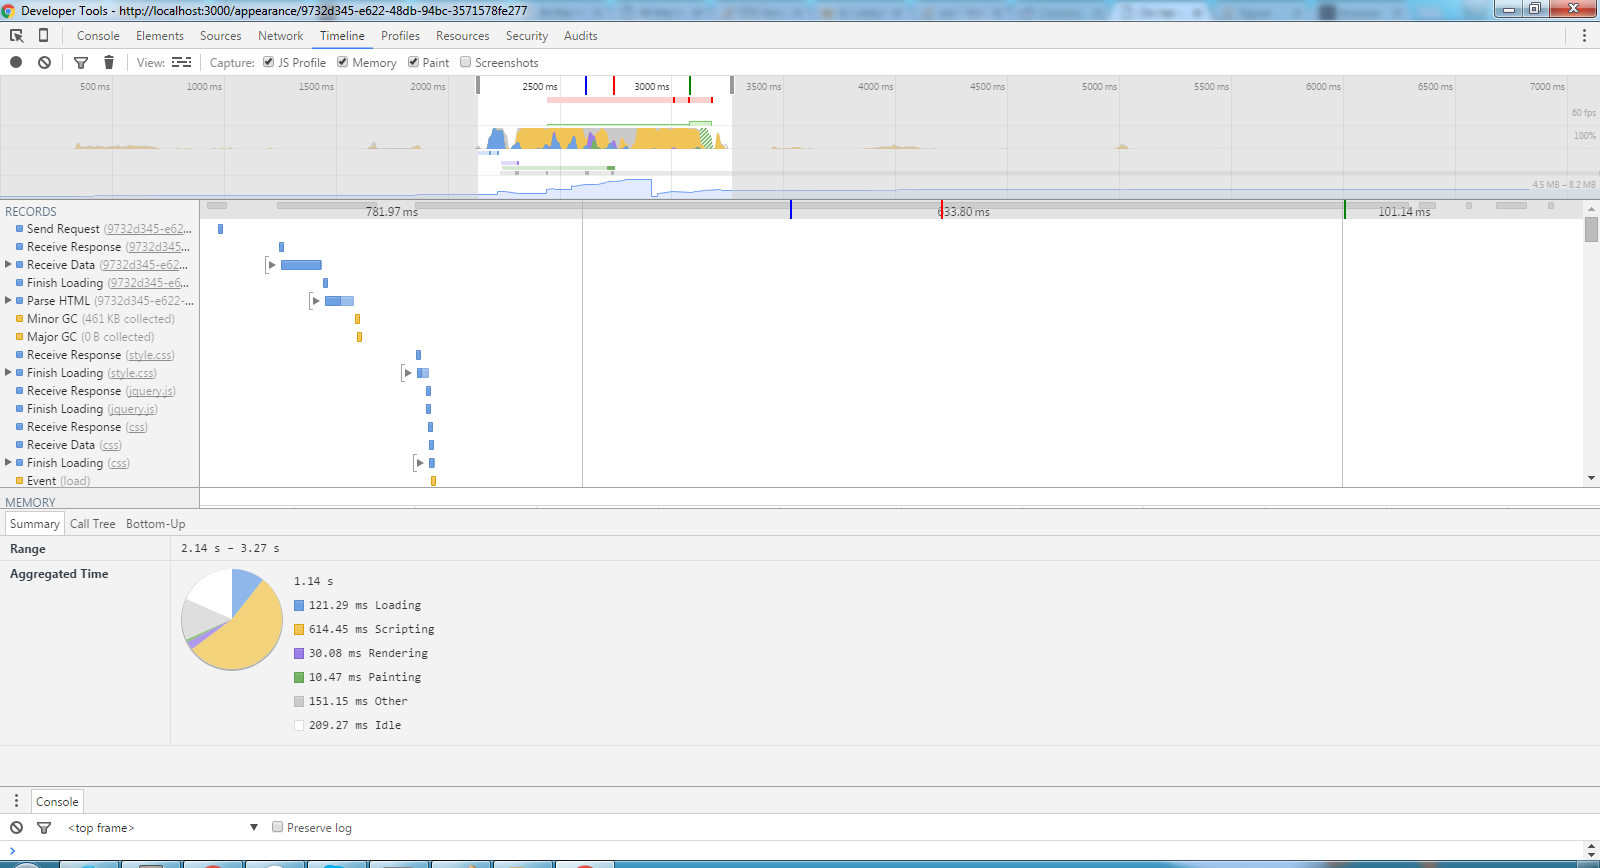 Developer Tools - http://localhost:3000/appearance/9732d345-e622-48db-94bc-3571578fe277
Console Elements Sources Network Timeline Profiles Resources Security Audits
View: Capture: JS Profile Memory Paint Screenshots
500 ms 1000 ms 1500 ms 2000 ms 2500 ms 3000 ms 3500 ms 4000 ms 4500 ms 5000 ms 5500 ms 6000 ms 6500 ms 7000 ms
60 fps
100%
4.5 MB – 8.2 MB
RECORDS 781.97 ms 633.80 ms 101.14 ms
Send Request (9732d345-e62...
Receive Response (9732d345...
Receive Data (9732d345-e62...
Finish Loading (9732d345-e6...
Parse HTML (9732d345-e622-...
Minor GC (461 KB collected)
Major GC (0 B collected)
Receive Response (style.css)
Finish Loading (style.css)
Receive Response (jquery.js)
Finish Loading (jquery.js)
Receive Response (css)
Receive Data (css)
Finish Loading (css)
Event (load)
MEMORY
Summary Call Tree Bottom-Up
Range 2.14 s – 3.27 s
Aggregated Time
1.14 s
121.29 ms Loading
614.45 ms Scripting
30.08 ms Rendering
10.47 ms Painting
151.15 ms Other
209.27 ms Idle
Console
<top frame> Preserve log